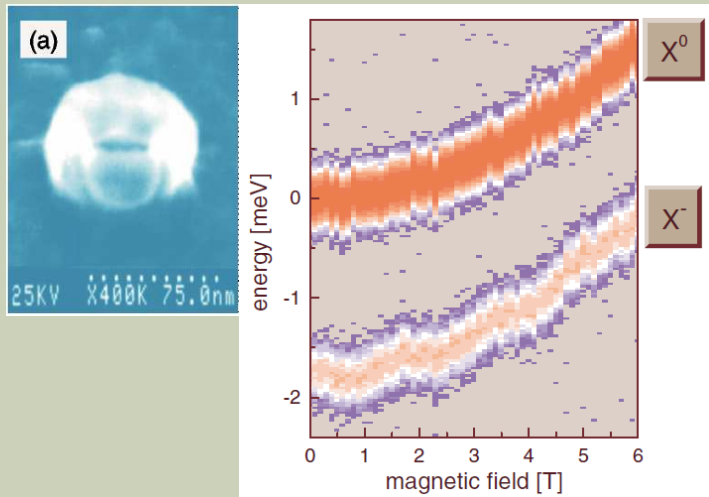 (a)
25KV X400K 75.0nm
energy [meV]
1
0
-1
-2
0 1 2 3 4 5 6
magnetic field [T]
X⁰
X⁻